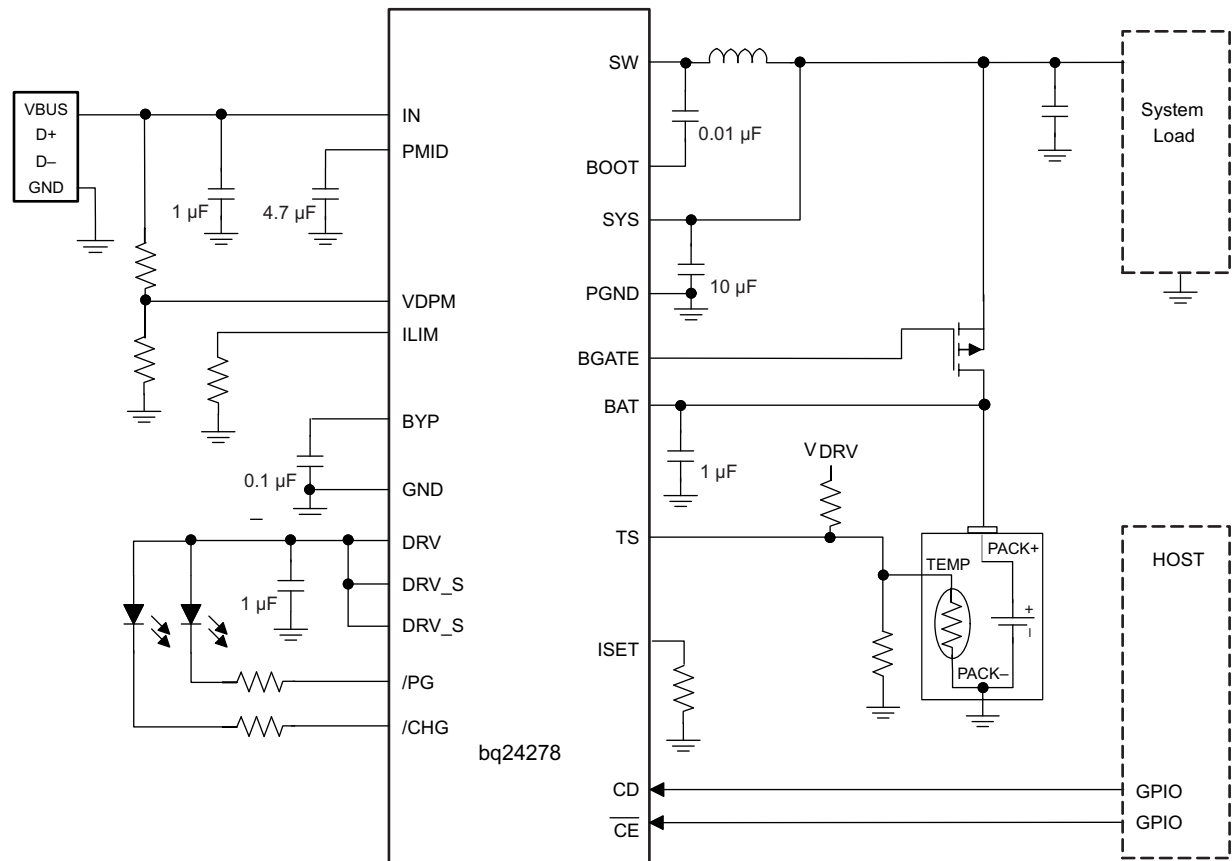 VBUS
D+
D–
GND
1 µF
4.7 µF
0.1 µF
1 µF
IN
PMID
VDPM
ILIM
BYP
GND
DRV
DRV_S
DRV_S
/PG
/CHG
bq24278
SW
BOOT
SYS
PGND
BGATE
BAT
TS
ISET
CD
CE
0.01 µF
10 µF
1 µF
VDRV
TEMP
PACK+
+
–
PACK–
System
Load
HOST
GPIO
GPIO